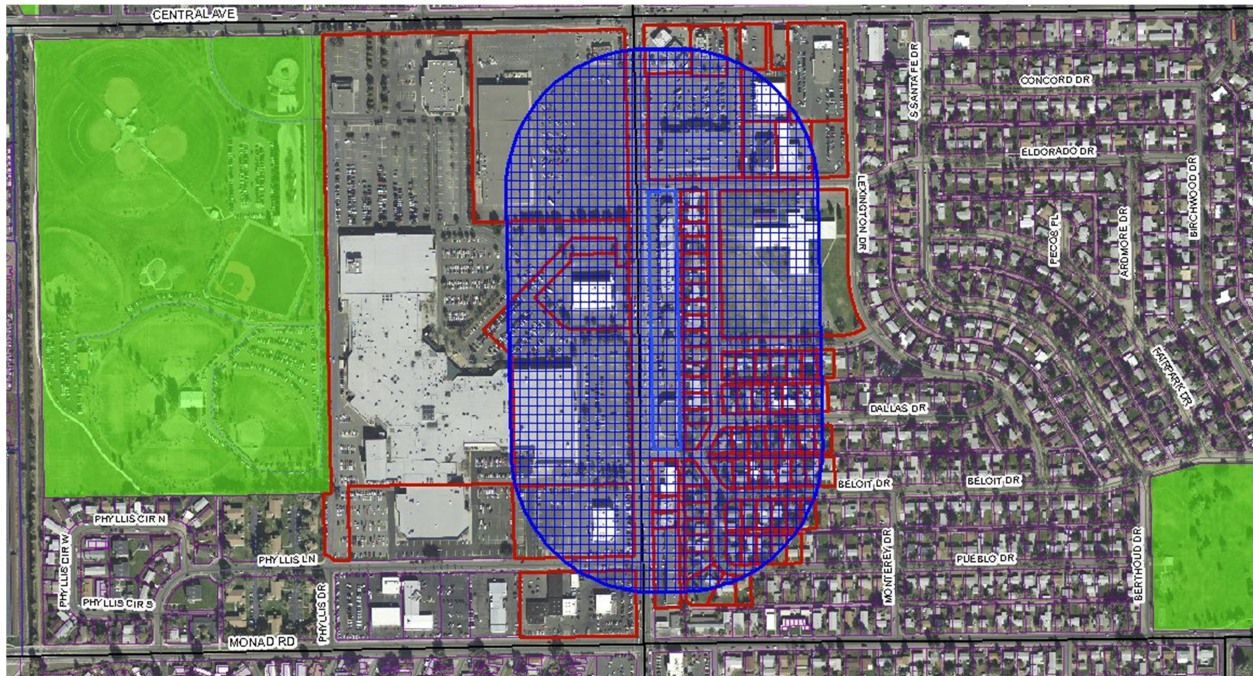 CENTRAL AVE
S SANTA FE DR
CONCORD DR
ELDORADO DR
LEXINGTON DR
PECOS PL
ARDMORE DR
BIRCHWOOD DR
FAIRPARK DR
DALLAS DR
BELOIT DR
BELOIT DR
PHYLLIS CIR N
PHYLLIS CIR W
PHYLLIS LN
PUEBLO DR
MONTEREY DR
BERTHOUD DR
PHYLLIS CIR S
PHYLLIS DR
MONAD RD